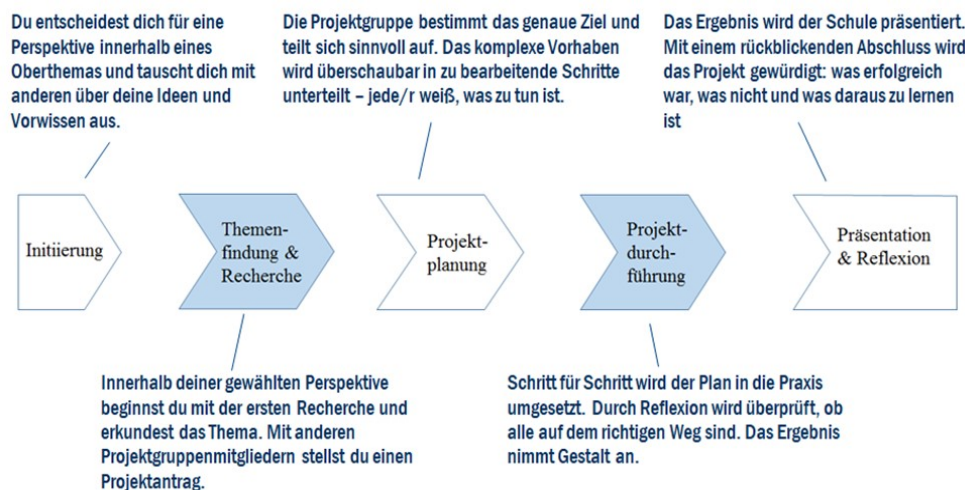 Du entscheidest dich für eine
Perspektive innerhalb eines
Oberthemas und tauscht dich mit
anderen über deine Ideen und
Vorwissen aus.
Die Projektgruppe bestimmt das genaue Ziel und
teilt sich sinnvoll auf. Das komplexe Vorhaben
wird überschaubar in zu bearbeitende Schritte
unterteilt – jede/r weiß, was zu tun ist.
Das Ergebnis wird der Schule präsentiert.
Mit einem rückblickenden Abschluss wird
das Projekt gewürdigt: was erfolgreich
war, was nicht und was daraus zu lernen
ist
Initiierung
Themen-
findung &
Recherche
Projekt-
planung
Projekt-
durch-
führung
Präsentation
& Reflexion
Innerhalb deiner gewählten Perspektive
beginnst du mit der ersten Recherche und
erkundest das Thema. Mit anderen
Projektgruppenmitgliedern stellst du einen
Projektantrag.
Schritt für Schritt wird der Plan in die Praxis
umgesetzt. Durch Reflexion wird überprüft, ob
alle auf dem richtigen Weg sind. Das Ergebnis
nimmt Gestalt an.